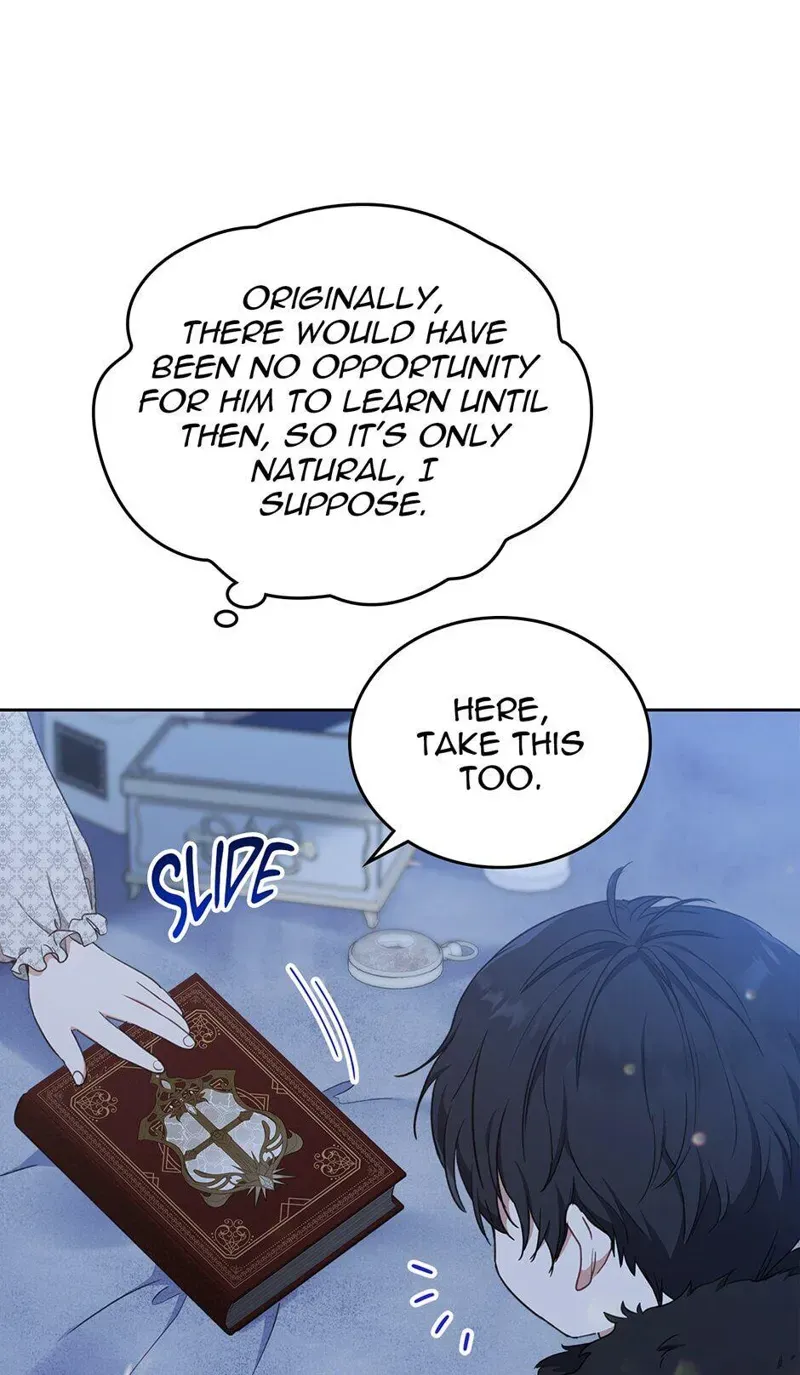 ORIGINALLY,
THERE WOULD HAVE
BEEN NO OPPORTUNITY
FOR HIM TO LEARN UNTIL
THEN, SO IT'S ONLY
NATURAL, I
SUPPOSE.
HERE,
TAKE THIS
TOO.
SLIDE